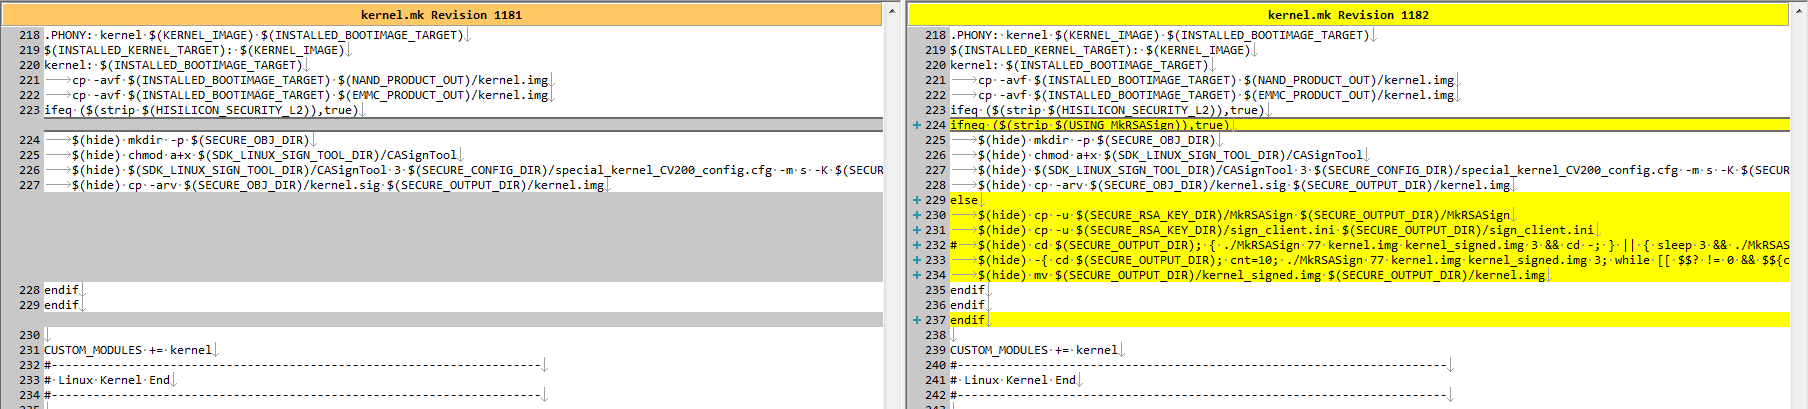 kernel.mk Revision 1181
218 .PHONY: kernel $(KERNEL_IMAGE) $(INSTALLED_BOOTIMAGE_TARGET)
219 $(INSTALLED_KERNEL_TARGET): $(KERNEL_IMAGE)
220 kernel: $(INSTALLED_BOOTIMAGE_TARGET)
221 cp -avf $(INSTALLED_BOOTIMAGE_TARGET) $(NAND_PRODUCT_OUT)/kernel.img
222 cp -avf $(INSTALLED_BOOTIMAGE_TARGET) $(EMMC_PRODUCT_OUT)/kernel.img
223 ifeq ($(strip $(HISILICON_SECURITY_L2)),true)
224 $(hide) mkdir -p $(SECURE_OBJ_DIR)
225 $(hide) chmod a+x $(SDK_LINUX_SIGN_TOOL_DIR)/CASignTool
226 $(hide) $(SDK_LINUX_SIGN_TOOL_DIR)/CASignTool 3 $(SECURE_CONFIG_DIR)/special_kernel_CV200_config.cfg -m s -K $(SECUR
227 $(hide) cp -arv $(SECURE_OBJ_DIR)/kernel.sig $(SECURE_OUTPUT_DIR)/kernel.img
228 endif
229 endif
230
231 CUSTOM_MODULES += kernel
232 #----------------------------------------------------------------------
233 # Linux Kernel End
234 #----------------------------------------------------------------------
kernel.mk Revision 1182
218 .PHONY: kernel $(KERNEL_IMAGE) $(INSTALLED_BOOTIMAGE_TARGET)
219 $(INSTALLED_KERNEL_TARGET): $(KERNEL_IMAGE)
220 kernel: $(INSTALLED_BOOTIMAGE_TARGET)
221 cp -avf $(INSTALLED_BOOTIMAGE_TARGET) $(NAND_PRODUCT_OUT)/kernel.img
222 cp -avf $(INSTALLED_BOOTIMAGE_TARGET) $(EMMC_PRODUCT_OUT)/kernel.img
223 ifeq ($(strip $(HISILICON_SECURITY_L2)),true)
+ 224 ifneq ($(strip $(USING_MkRSASign)),true)
225 $(hide) mkdir -p $(SECURE_OBJ_DIR)
226 $(hide) chmod a+x $(SDK_LINUX_SIGN_TOOL_DIR)/CASignTool
227 $(hide) $(SDK_LINUX_SIGN_TOOL_DIR)/CASignTool 3 $(SECURE_CONFIG_DIR)/special_kernel_CV200_config.cfg -m s -K $(SECUR
228 $(hide) cp -arv $(SECURE_OBJ_DIR)/kernel.sig $(SECURE_OUTPUT_DIR)/kernel.img
+ 229 else
+ 230 $(hide) cp -u $(SECURE_RSA_KEY_DIR)/MkRSASign $(SECURE_OUTPUT_DIR)/MkRSASign
+ 231 $(hide) cp -u $(SECURE_RSA_KEY_DIR)/sign_client.ini $(SECURE_OUTPUT_DIR)/sign_client.ini
+ 232 # $(hide) cd $(SECURE_OUTPUT_DIR); { ./MkRSASign 77 kernel.img kernel_signed.img 3 && cd -; } || { sleep 3 && ./MkRSAS
+ 233 $(hide) -{ cd $(SECURE_OUTPUT_DIR); cnt=10; ./MkRSASign 77 kernel.img kernel_signed.img 3; while [[ $$? != 0 && $${c
+ 234 $(hide) mv $(SECURE_OUTPUT_DIR)/kernel_signed.img $(SECURE_OUTPUT_DIR)/kernel.img
235 endif
236 endif
+ 237 endif
238
239 CUSTOM_MODULES += kernel
240 #----------------------------------------------------------------------
241 # Linux Kernel End
242 #----------------------------------------------------------------------